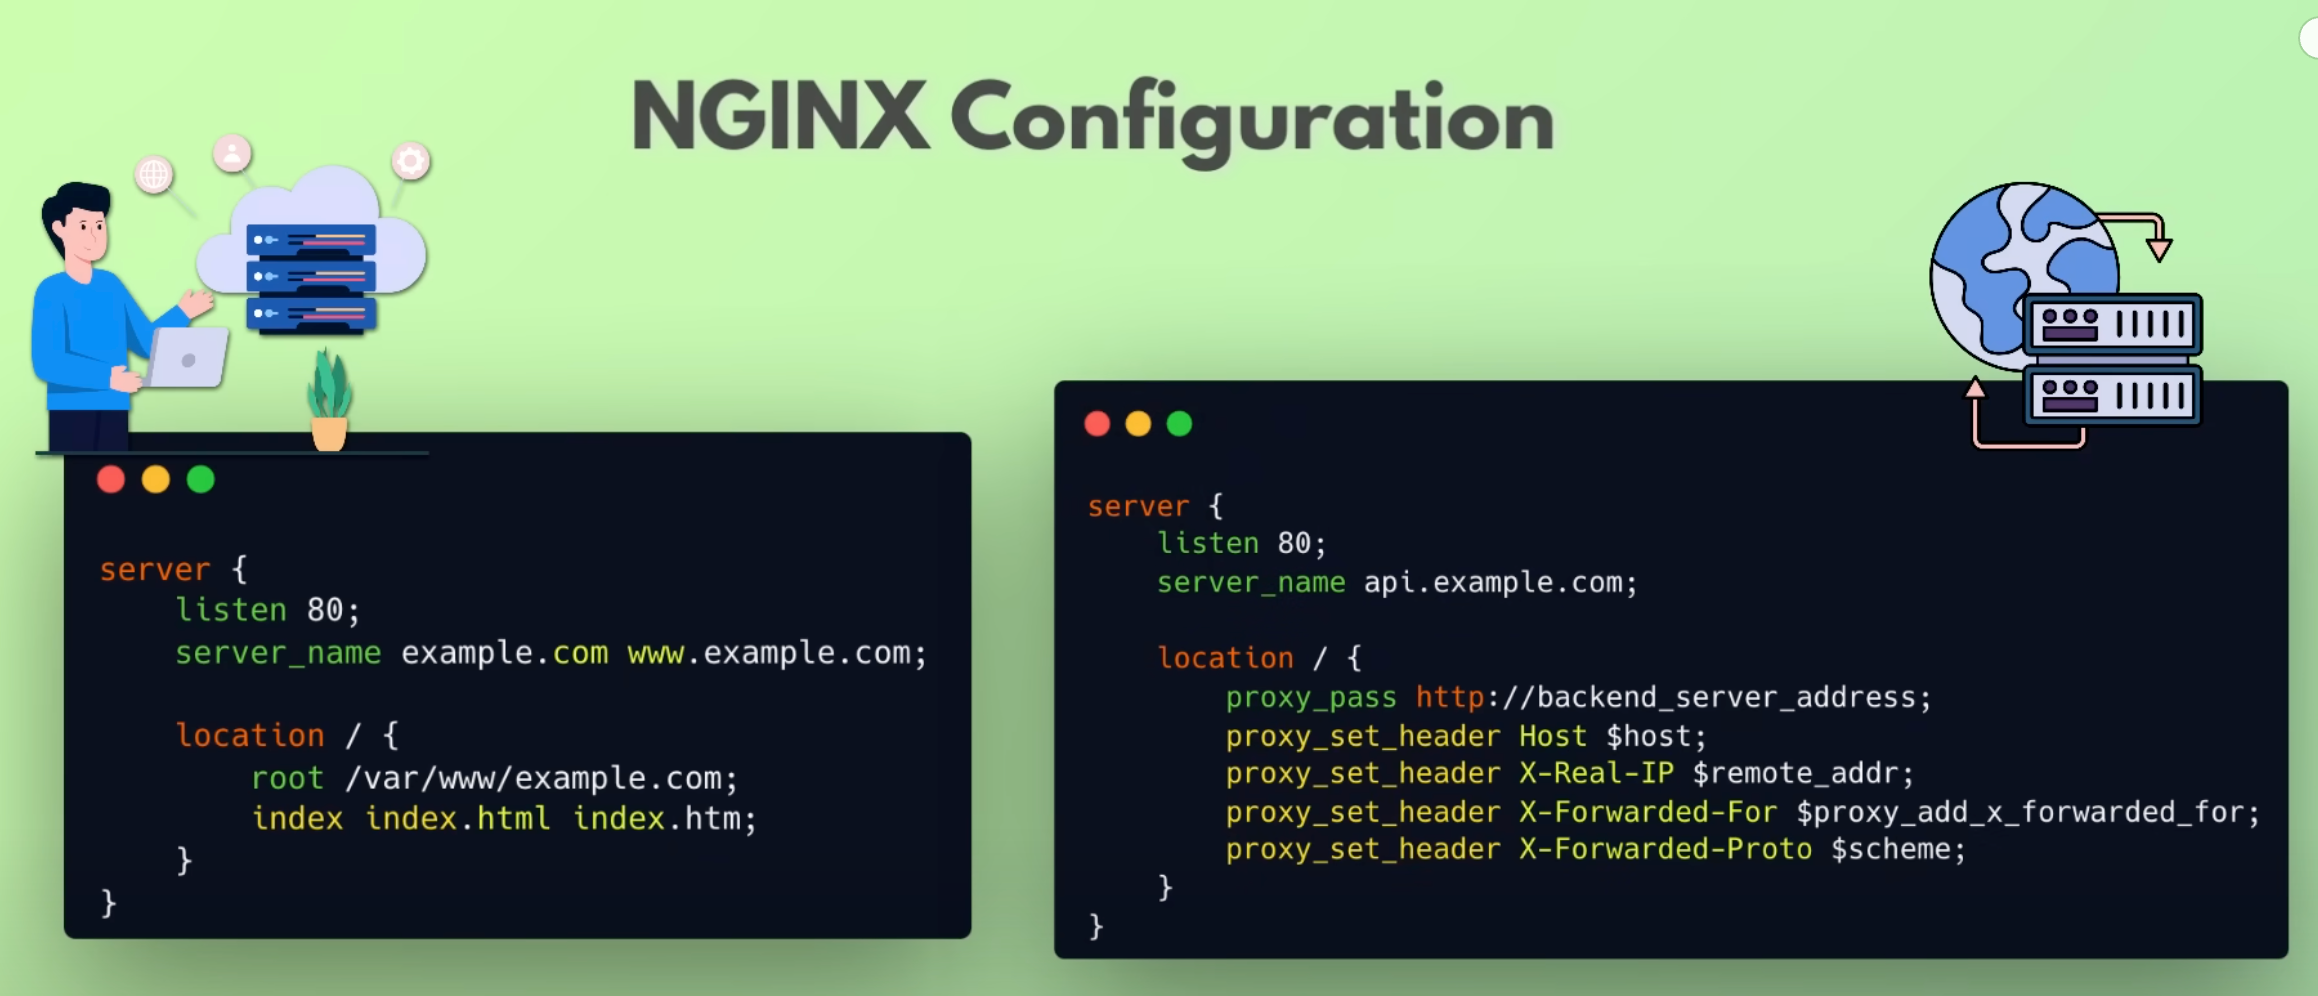 NGINX Configuration
server {
listen 80;
server_name example.com www.example.com;
location / {
root /var/www/example.com;
index index.html index.htm;
}
}
server {
listen 80;
server_name api.example.com;
location / {
proxy_pass http://backend_server_address;
proxy_set_header Host $host;
proxy_set_header X-Real-IP $remote_addr;
proxy_set_header X-Forwarded-For $proxy_add_x_forwarded_for;
proxy_set_header X-Forwarded-Proto $scheme;
}
}